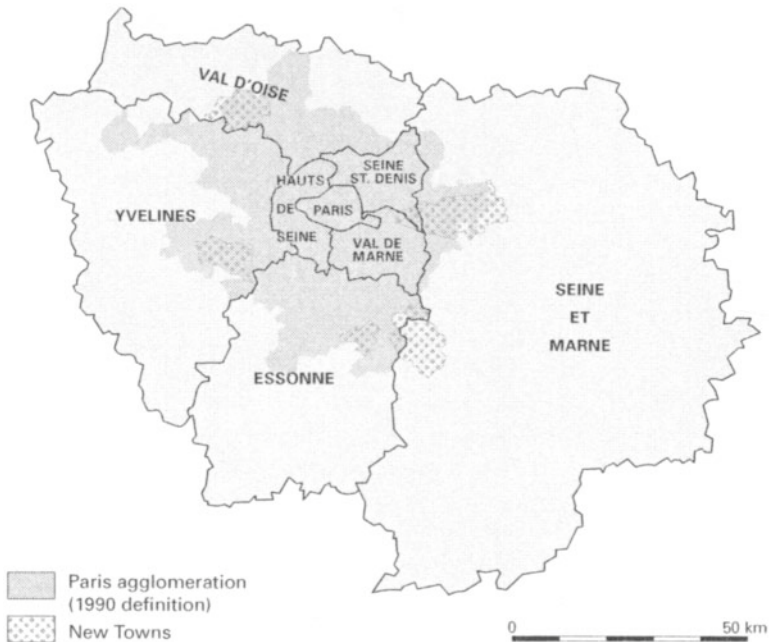 VAL D'OISE
SEINE
ST. DENIS
HAUTS
DE
SEINE
PARIS
YVELINES
VAL DE
MARNE
SEINE
ET
MARNE
ESSONNE
Paris agglomeration
(1990 definition)
New Towns
0 50 km